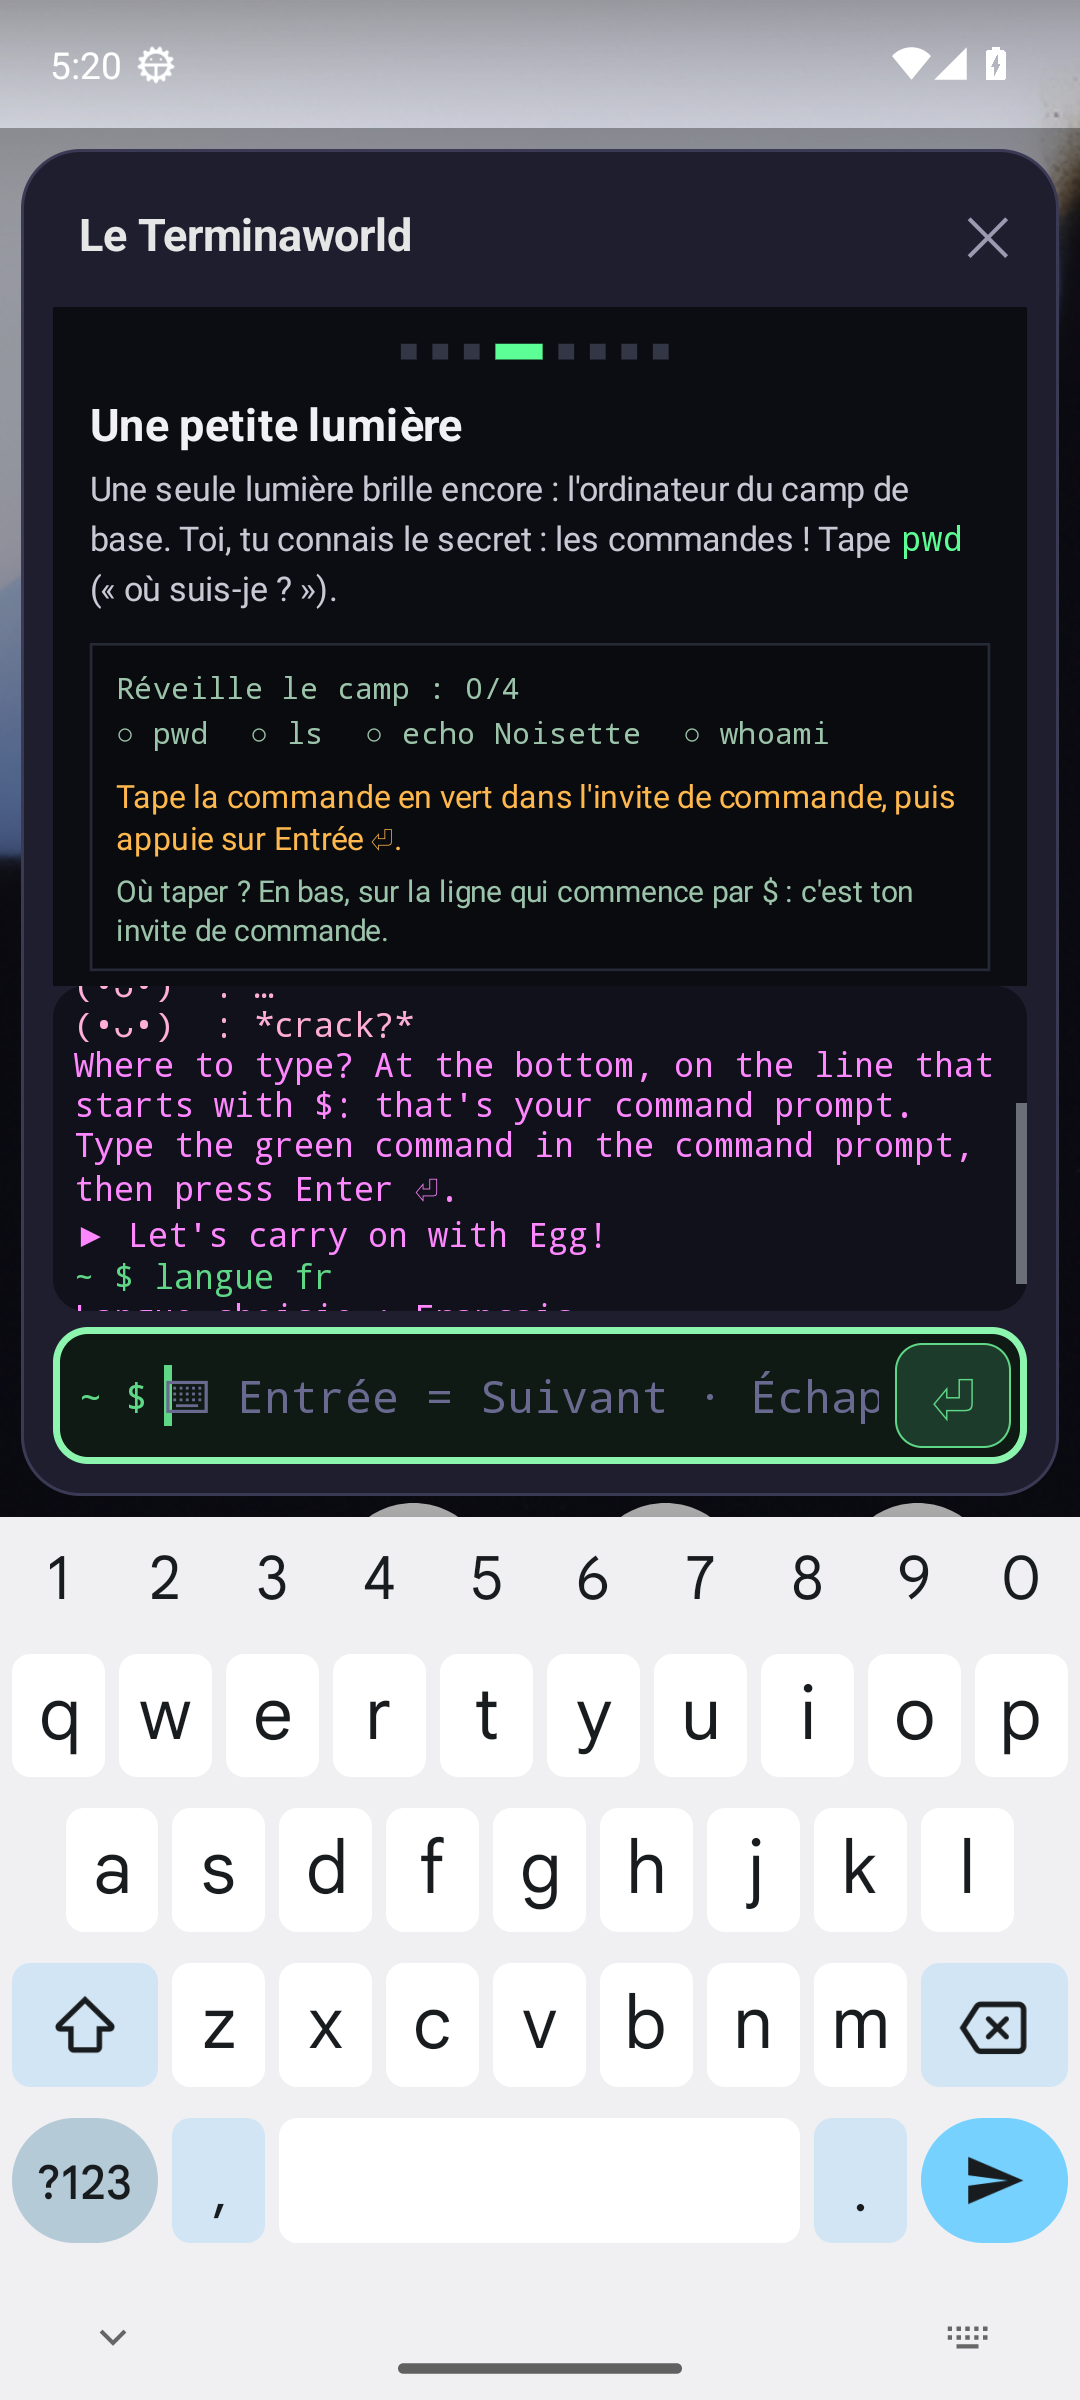 5:20
Le Terminaworld
Une petite lumière
Une seule lumière brille encore : l'ordinateur du camp de
base. Toi, tu connais le secret : les commandes ! Tape pwd
(« où suis-je ? »).
Réveille le camp : 0/4
○ pwd ○ ls ○ echo Noisette ○ whoami
Tape la commande en vert dans l'invite de commande, puis
appuie sur Entrée ⏎.
Où taper ? En bas, sur la ligne qui commence par $ : c'est ton
invite de commande.
(•ᴗ•) : …
(•ᴗ•) : *crack?*
Where to type? At the bottom, on the line that
starts with $: that's your command prompt.
Type the green command in the command prompt,
then press Enter ⏎.
▶ Let's carry on with Egg!
~ $ langue fr
Langue choisie : Français
~ $ ⌨ Entrée = Suivant · Échap ⏎
1 2 3 4 5 6 7 8 9 0
q w e r t y u i o p
a s d f g h j k l
z x c v b n m
?123 , .